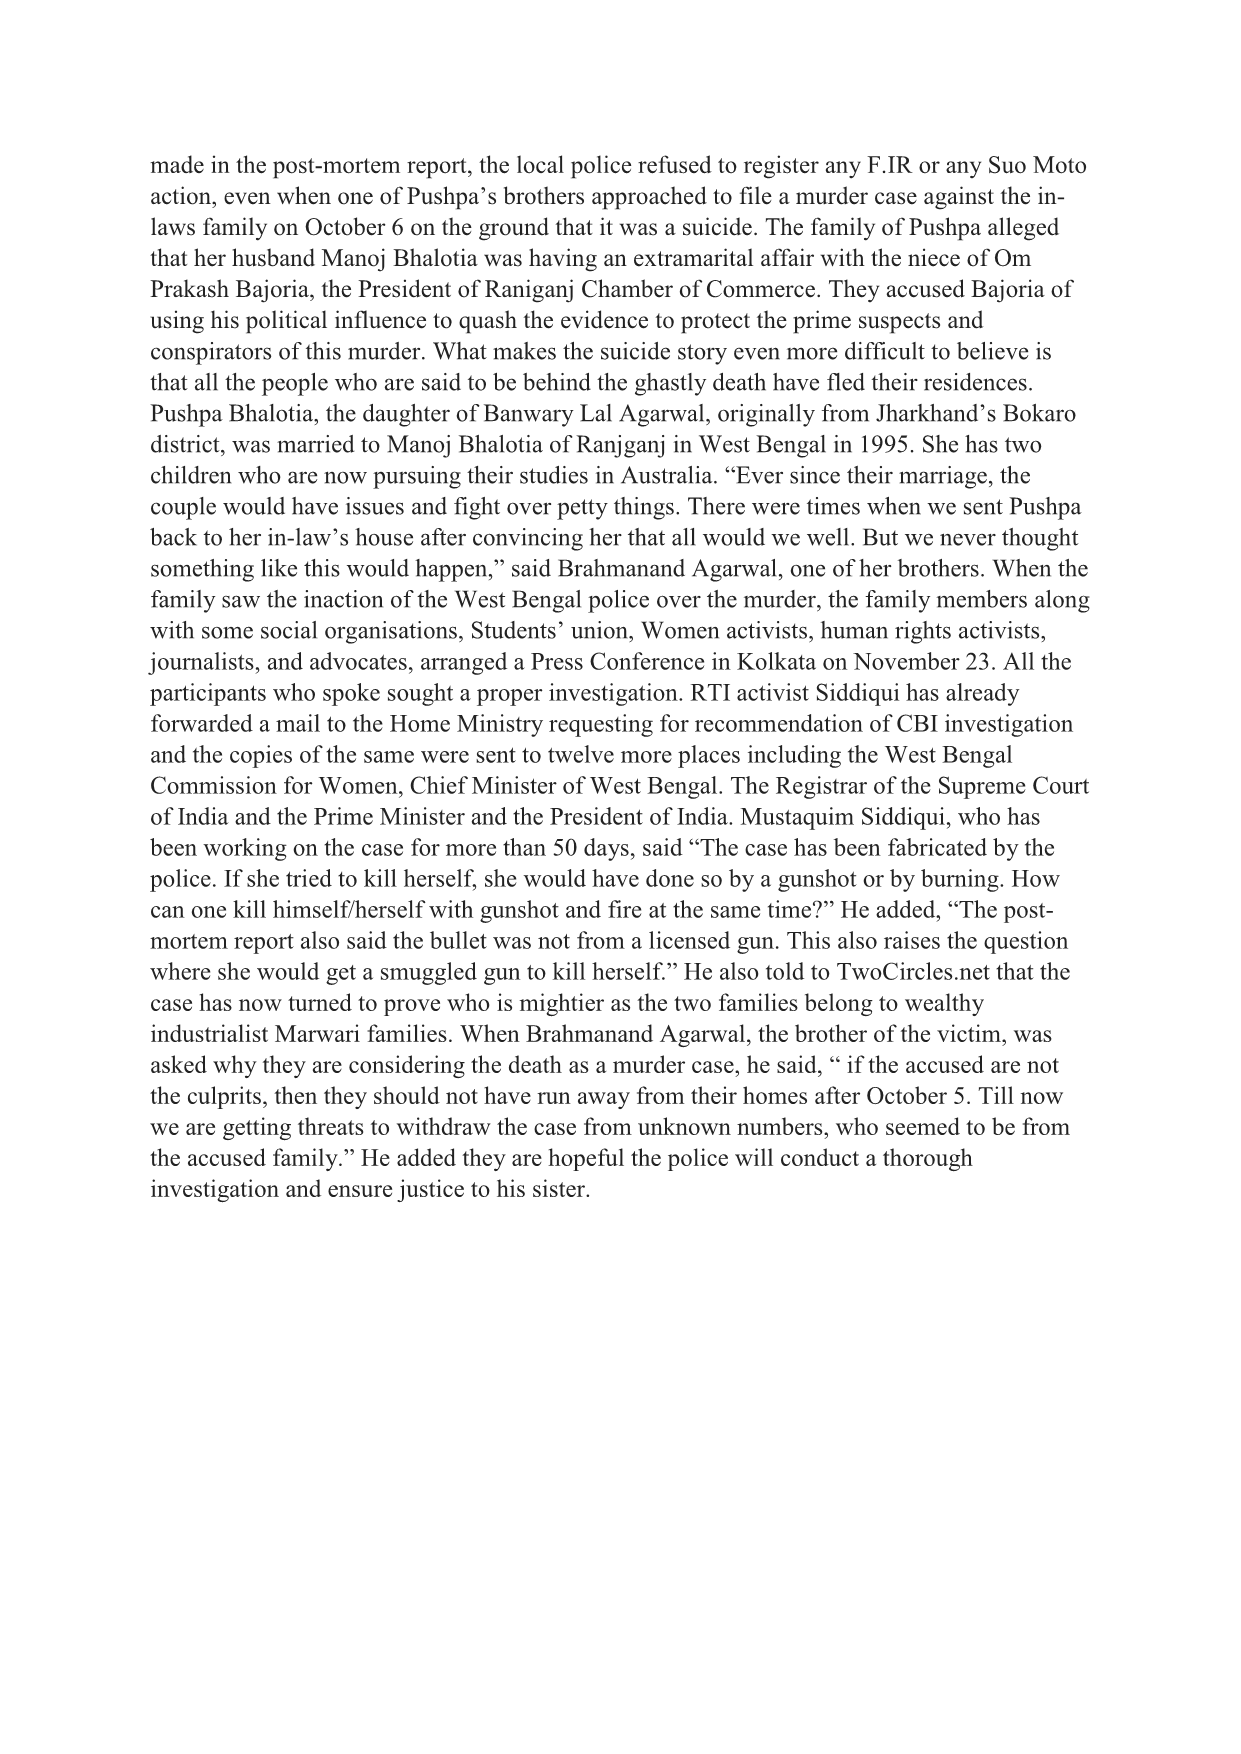 made in the post-mortem report, the local police refused to register any F.IR or any Suo Moto
action, even when one of Pushpa’s brothers approached to file a murder case against the in-
laws family on October 6 on the ground that it was a suicide. The family of Pushpa alleged
that her husband Manoj Bhalotia was having an extramarital affair with the niece of Om
Prakash Bajoria, the President of Raniganj Chamber of Commerce. They accused Bajoria of
using his political influence to quash the evidence to protect the prime suspects and
conspirators of this murder. What makes the suicide story even more difficult to believe is
that all the people who are said to be behind the ghastly death have fled their residences.
Pushpa Bhalotia, the daughter of Banwary Lal Agarwal, originally from Jharkhand’s Bokaro
district, was married to Manoj Bhalotia of Ranjganj in West Bengal in 1995. She has two
children who are now pursuing their studies in Australia. “Ever since their marriage, the
couple would have issues and fight over petty things. There were times when we sent Pushpa
back to her in-law’s house after convincing her that all would we well. But we never thought
something like this would happen,” said Brahmanand Agarwal, one of her brothers. When the
family saw the inaction of the West Bengal police over the murder, the family members along
with some social organisations, Students’ union, Women activists, human rights activists,
journalists, and advocates, arranged a Press Conference in Kolkata on November 23. All the
participants who spoke sought a proper investigation. RTI activist Siddiqui has already
forwarded a mail to the Home Ministry requesting for recommendation of CBI investigation
and the copies of the same were sent to twelve more places including the West Bengal
Commission for Women, Chief Minister of West Bengal. The Registrar of the Supreme Court
of India and the Prime Minister and the President of India. Mustaquim Siddiqui, who has
been working on the case for more than 50 days, said “The case has been fabricated by the
police. If she tried to kill herself, she would have done so by a gunshot or by burning. How
can one kill himself/herself with gunshot and fire at the same time?” He added, “The post-
mortem report also said the bullet was not from a licensed gun. This also raises the question
where she would get a smuggled gun to kill herself.” He also told to TwoCircles.net that the
case has now turned to prove who is mightier as the two families belong to wealthy
industrialist Marwari families. When Brahmanand Agarwal, the brother of the victim, was
asked why they are considering the death as a murder case, he said, “ if the accused are not
the culprits, then they should not have run away from their homes after October 5. Till now
we are getting threats to withdraw the case from unknown numbers, who seemed to be from
the accused family.” He added they are hopeful the police will conduct a thorough
investigation and ensure justice to his sister.